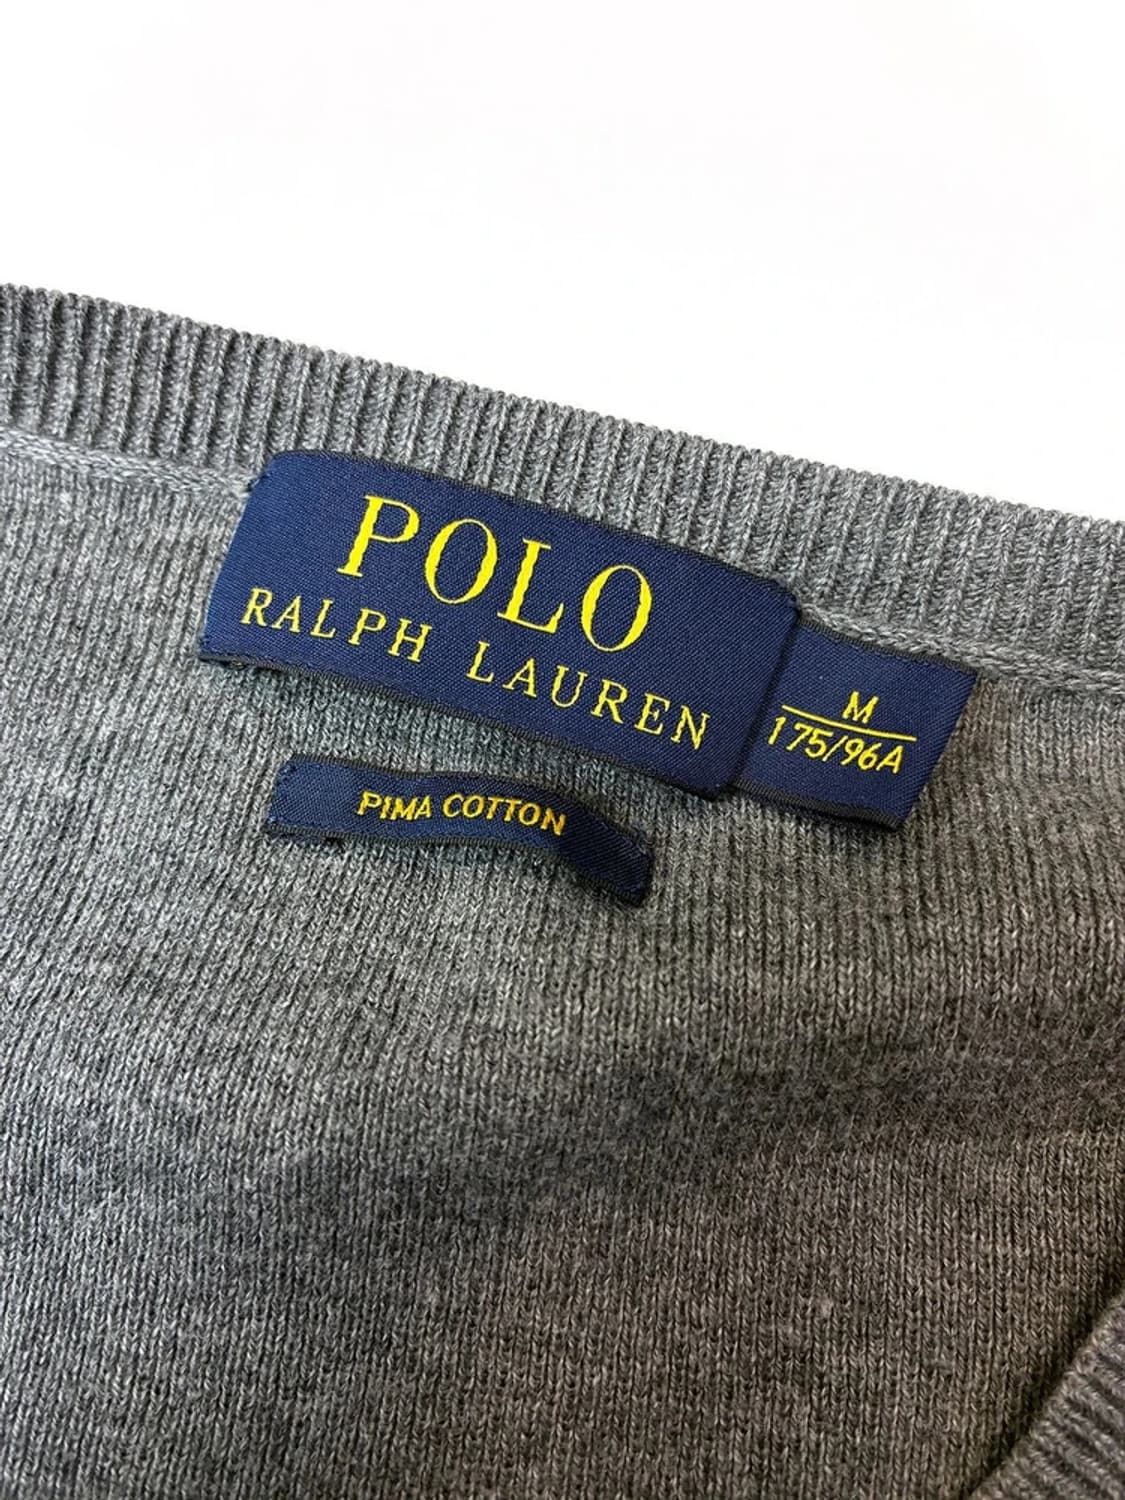 POLO
RALPH LAUREN
M
175/96A
PIMA COTTON